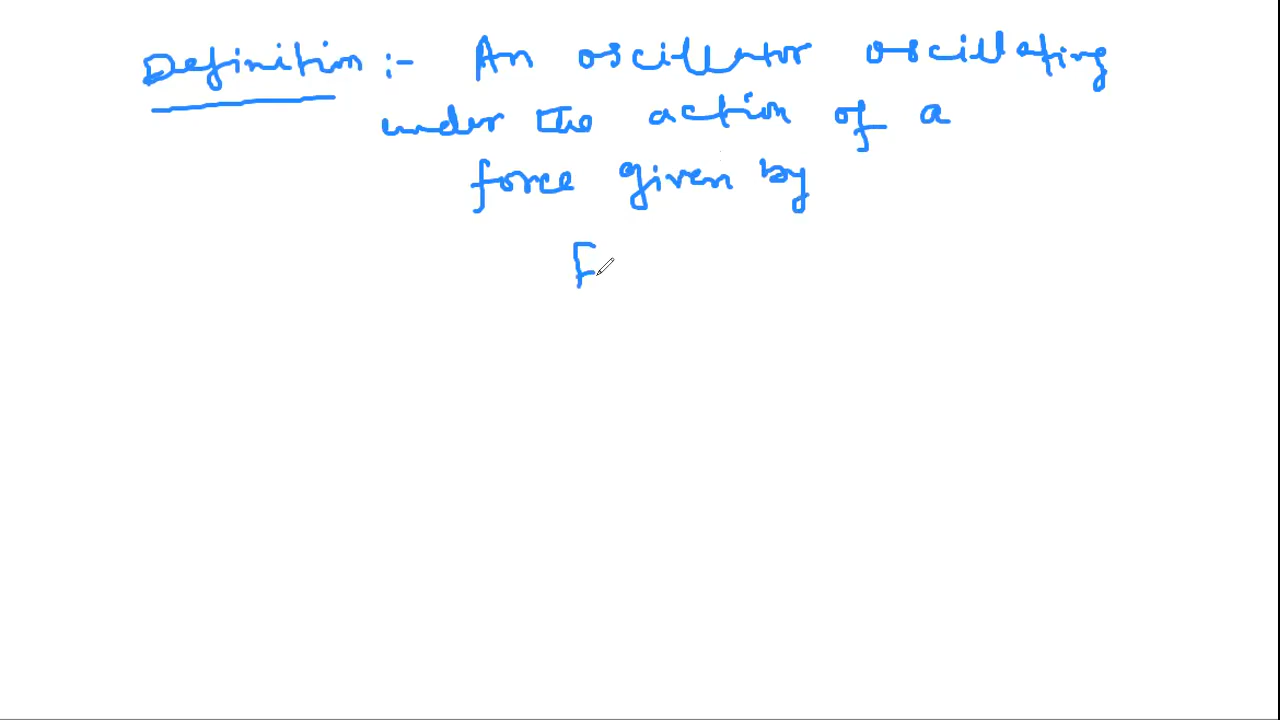 Definition :- An oscillator oscillating
under the action of a
force given by
F